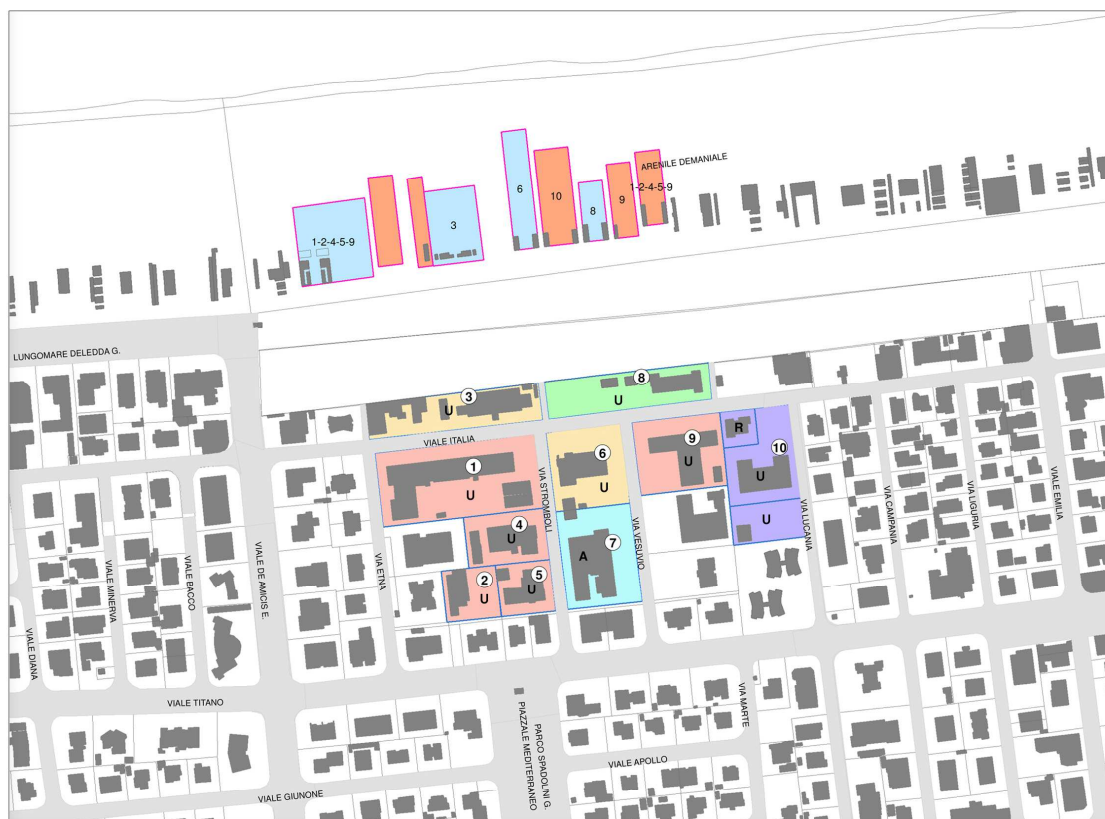 ARENILE DEMANIALE
6
10
8
9
1-2-4-5-9
3
1-2-4-5-9
LUNGOMARE DELEDDA G.
8
U
3
U
VIALE ITALIA
R
9
U
10
U
6
U
1
U
VIA STROMBOLI
4
U
U
7
A
VIA VESUVIO
VIA LUCANIA
VIA CAMPANIA
VIA LIGURIA
VIALE EMILIA
2
U
5
U
VIA ETNA
VIALE DE AMICIS E.
VIALE BACCO
VIALE MINERVA
VIALE DIANA
VIALE TITANO
VIA MARTE
PARCO SPADOLINI G.
PIAZZALE MEDITERRANEO
VIALE APOLLO
VIALE GIUNONE